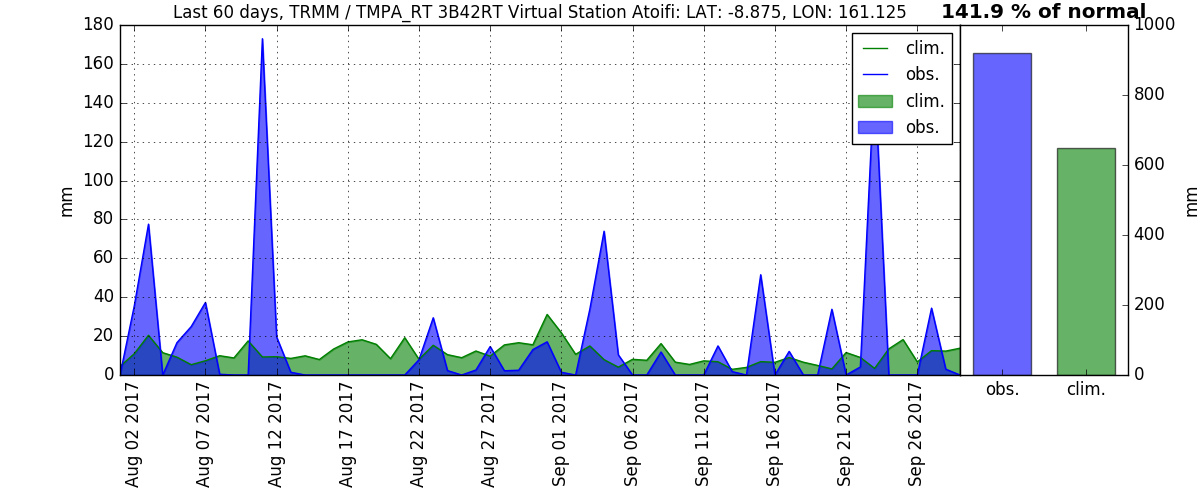 Last 60 days, TRMM / TMPA_RT 3B42RT Virtual Station Atoifi: LAT: -8.875, LON: 161.125
141.9 % of normal
180
160
140
120
100
80
60
40
20
0
mm
clim.
obs.
clim.
obs.
Aug 02 2017
Aug 07 2017
Aug 12 2017
Aug 17 2017
Aug 22 2017
Aug 27 2017
Sep 01 2017
Sep 06 2017
Sep 11 2017
Sep 16 2017
Sep 21 2017
Sep 26 2017
1000
800
600
400
200
0
mm
obs.
clim.